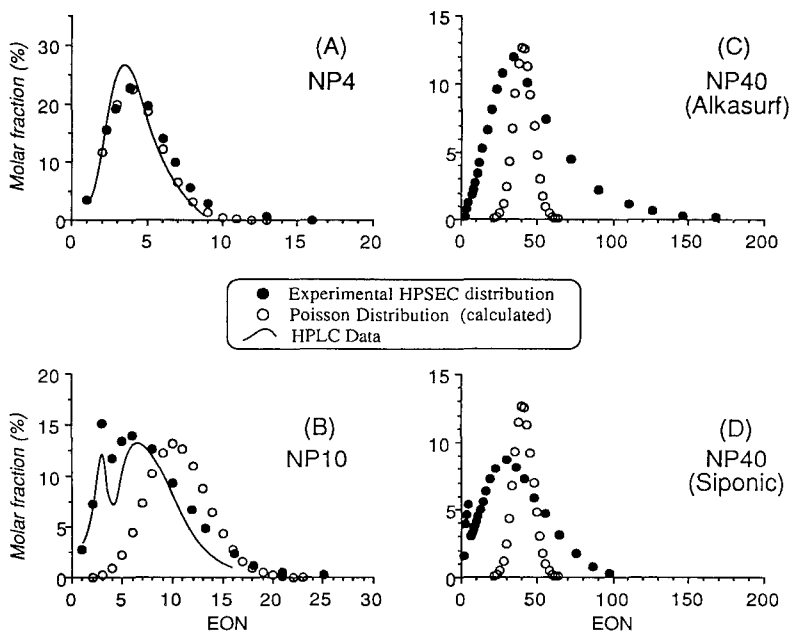 Molar fraction (%)
30
20
10
0
0
5
10
15
20
(A)
NP4
15
10
5
0
0
50
100
150
200
(C)
NP40
(Alkasurf)
Experimental HPSEC distribution
Poisson Distribution (calculated)
HPLC Data
Molar fraction (%)
20
15
10
5
0
0
5
10
15
20
25
30
EON
(B)
NP10
15
10
5
0
0
50
100
150
200
EON
(D)
NP40
(Siponic)